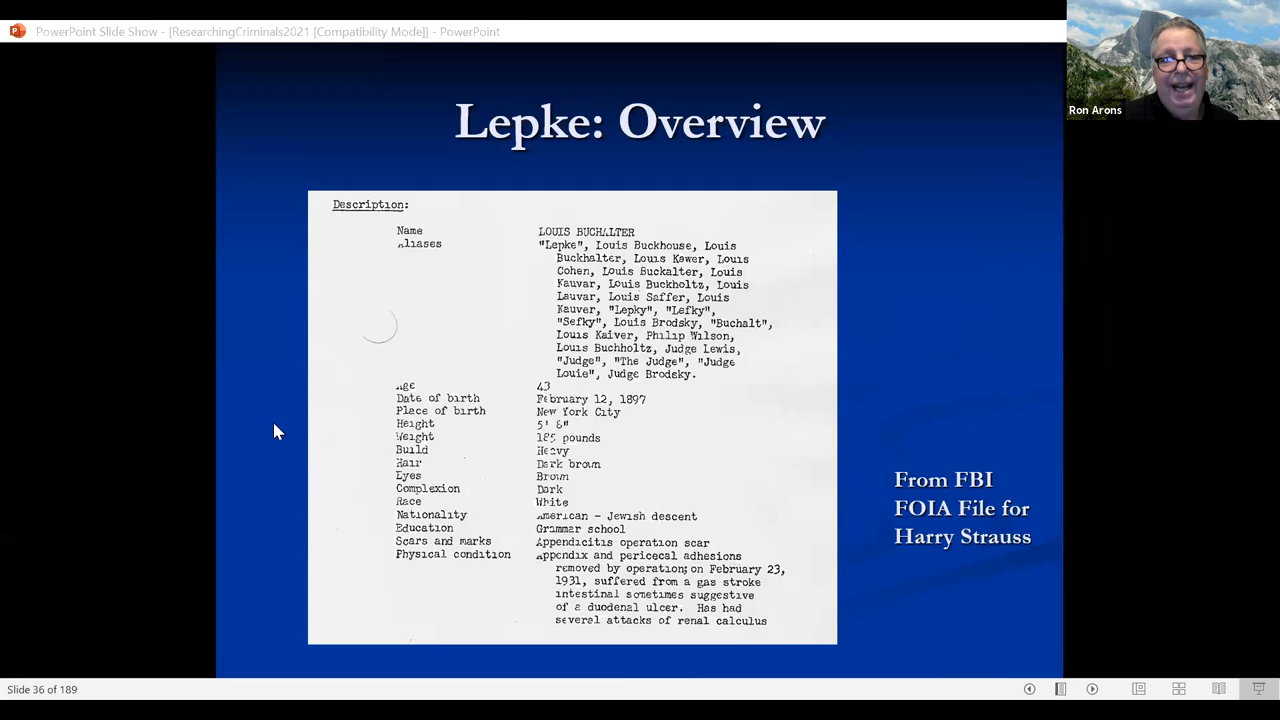 PowerPoint Slide Show - [ResearchingCriminals2021 [Compatibility Mode]] - PowerPoint
Ron Arons
Lepke: Overview
Description:
Name LOUIS BUCHALTER
Aliases "Lepke", Louis Buckhouse, Louis
Buckhalter, Louis Kawer, Louis
Cohen, Louis Buckalter, Louis
Kauvar, Louis Buckholtz, Louis
Lauvar, Louis Saffer, Louis
Kauver, "Lepky", "Lefky",
"Sefky", Louis Brodsky, "Buchalt",
Louis Kaiver, Philip Wilson,
Louis Buchholtz, Judge Lewis,
"Judge", "The Judge", "Judge
Louie", Judge Brodsky.
Age 43
Date of birth February 12, 1897
Place of birth New York City
Height 5' 8"
Weight 185 pounds
Build Heavy
Hair Dark brown
Eyes Brown
Complexion Dark
Race White
Nationality American - Jewish descent
Education Grammar school
Scars and marks Appendicitis operation scar
Physical condition Appendix and pericecal adhesions
removed by operation; on February 23,
1931, suffered from a gas stroke
intestinal sometimes suggestive
of a duodenal ulcer. Has had
several attacks of renal calculus
From FBI
FOIA File for
Harry Strauss
Slide 36 of 189